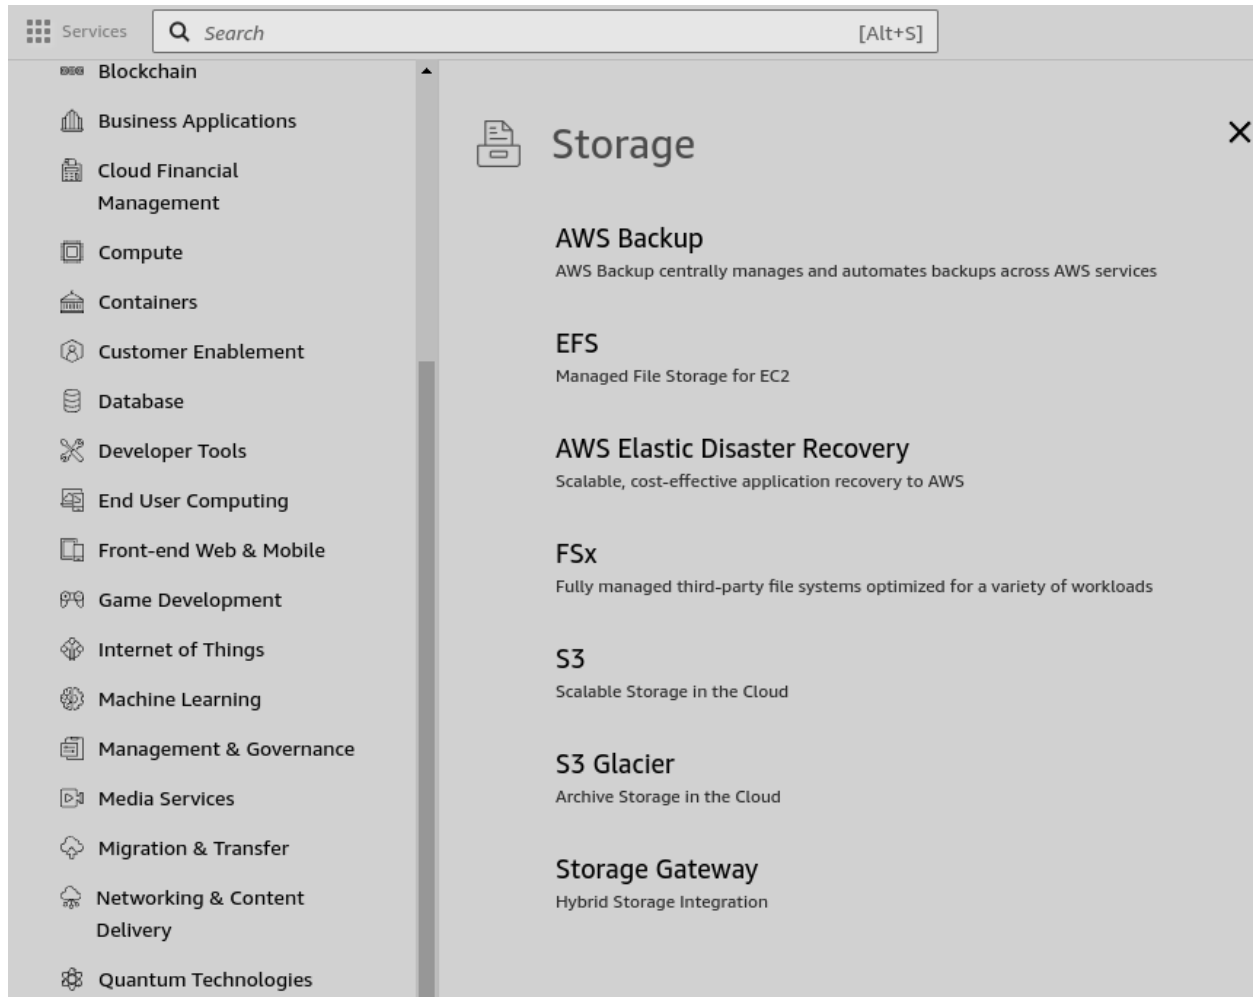 Services
Search
[Alt+S]
Blockchain
Business Applications
Cloud Financial
Management
Compute
Containers
Customer Enablement
Database
Developer Tools
End User Computing
Front-end Web & Mobile
Game Development
Internet of Things
Machine Learning
Management & Governance
Media Services
Migration & Transfer
Networking & Content
Delivery
Quantum Technologies
Storage
AWS Backup
AWS Backup centrally manages and automates backups across AWS services
EFS
Managed File Storage for EC2
AWS Elastic Disaster Recovery
Scalable, cost-effective application recovery to AWS
FSx
Fully managed third-party file systems optimized for a variety of workloads
S3
Scalable Storage in the Cloud
S3 Glacier
Archive Storage in the Cloud
Storage Gateway
Hybrid Storage Integration